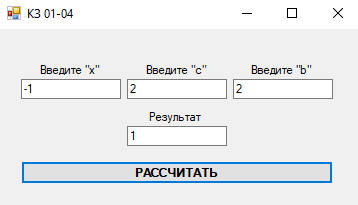 КЗ 01-04
Введите "x" Введите "c" Введите "b"
-1 2 2
Результат
1
РАССЧИТАТЬ